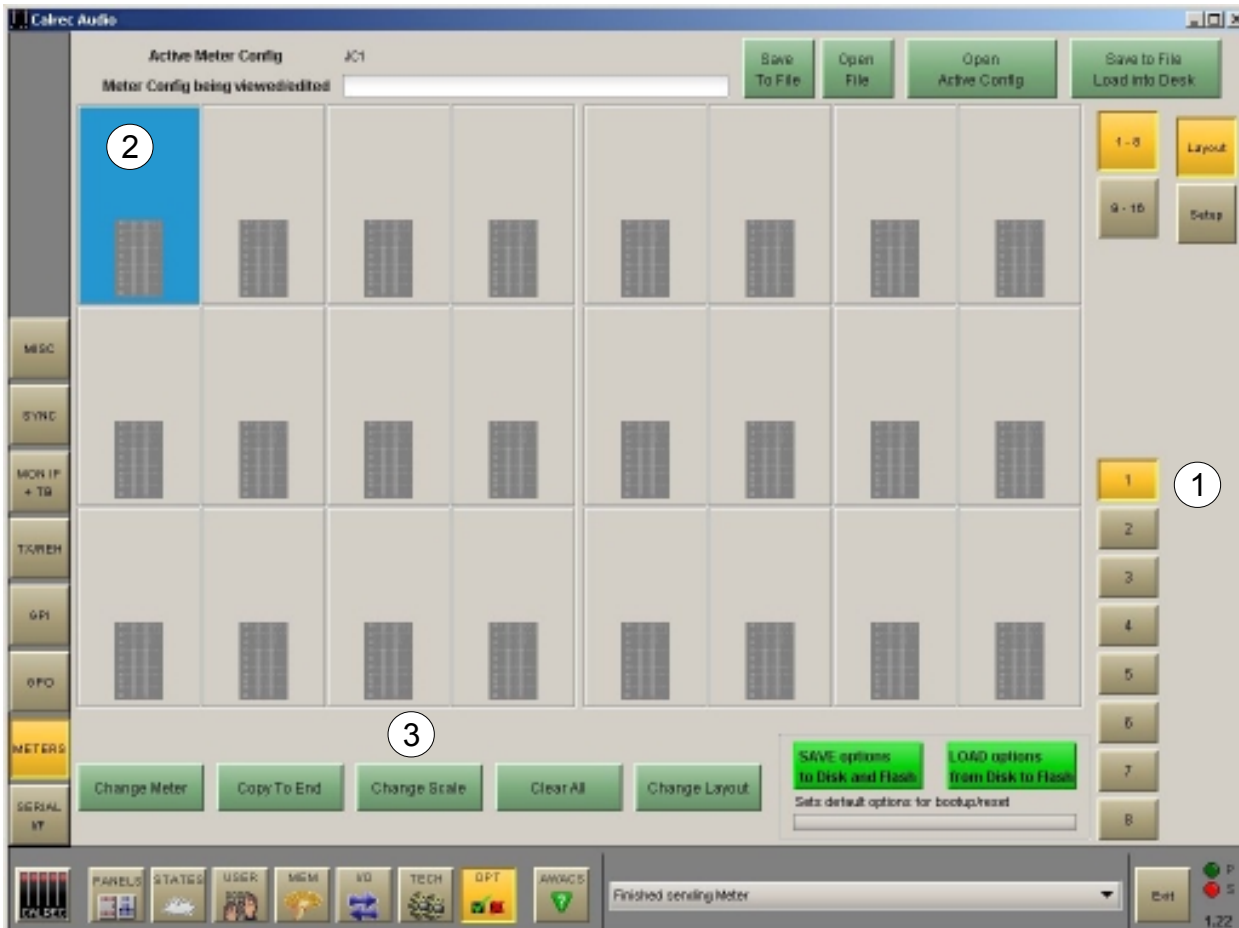 Calrec Audio
Active Meter Config JC1
Meter Config being viewed/edited
Save To File
Open File
Open Active Config
Save to File Load into Desk
2
1 - 8
Layout
9 - 16
Setup
MISC
SYNC
MON IP + TB
TX/REH
GPI
GPO
METERS
SERIAL I/F
1
1
2
3
4
5
6
7
8
3
Change Meter
Copy To End
Change Scale
Clear All
Change Layout
SAVE options to Disk and Flash
LOAD options from Disk to Flash
Sets default options for bootup/reset
CALREC
PANELS
STATES
USER
MEM
I/O
TECH
OPT
AWACS
Finished sending Meter
Exit
P
S
1.22